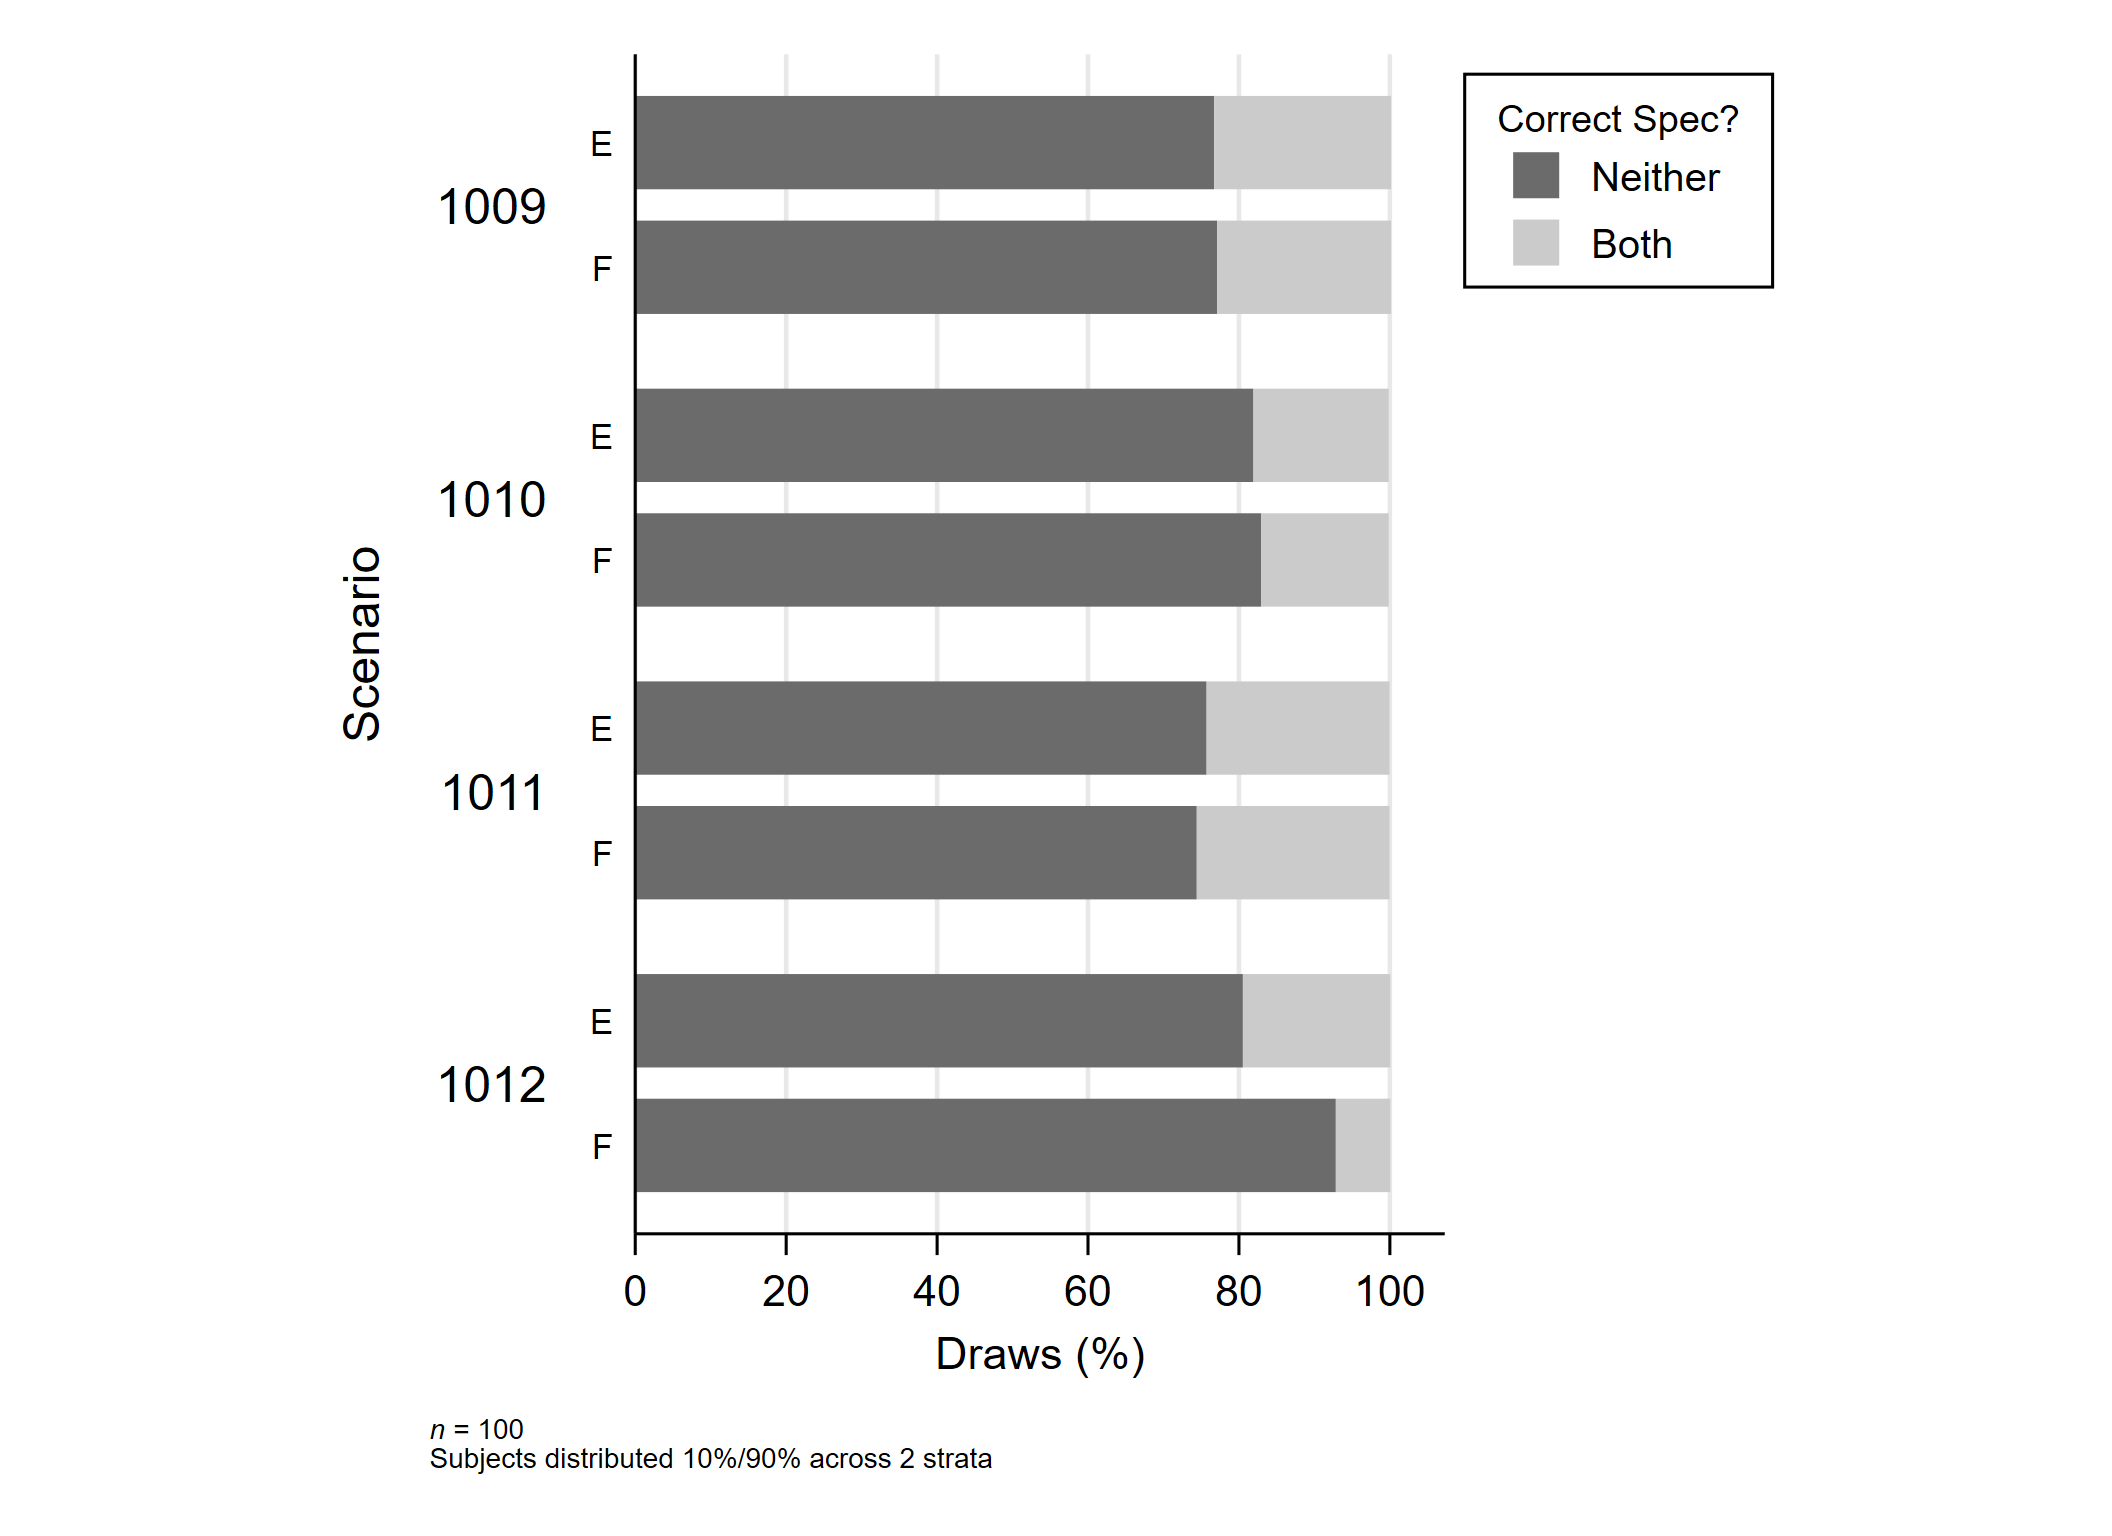 Correct Spec?
Neither
Both
Scenario
1009
E
F
1010
E
F
1011
E
F
1012
E
F
0 20 40 60 80 100
Draws (%)
n = 100
Subjects distributed 10%/90% across 2 strata